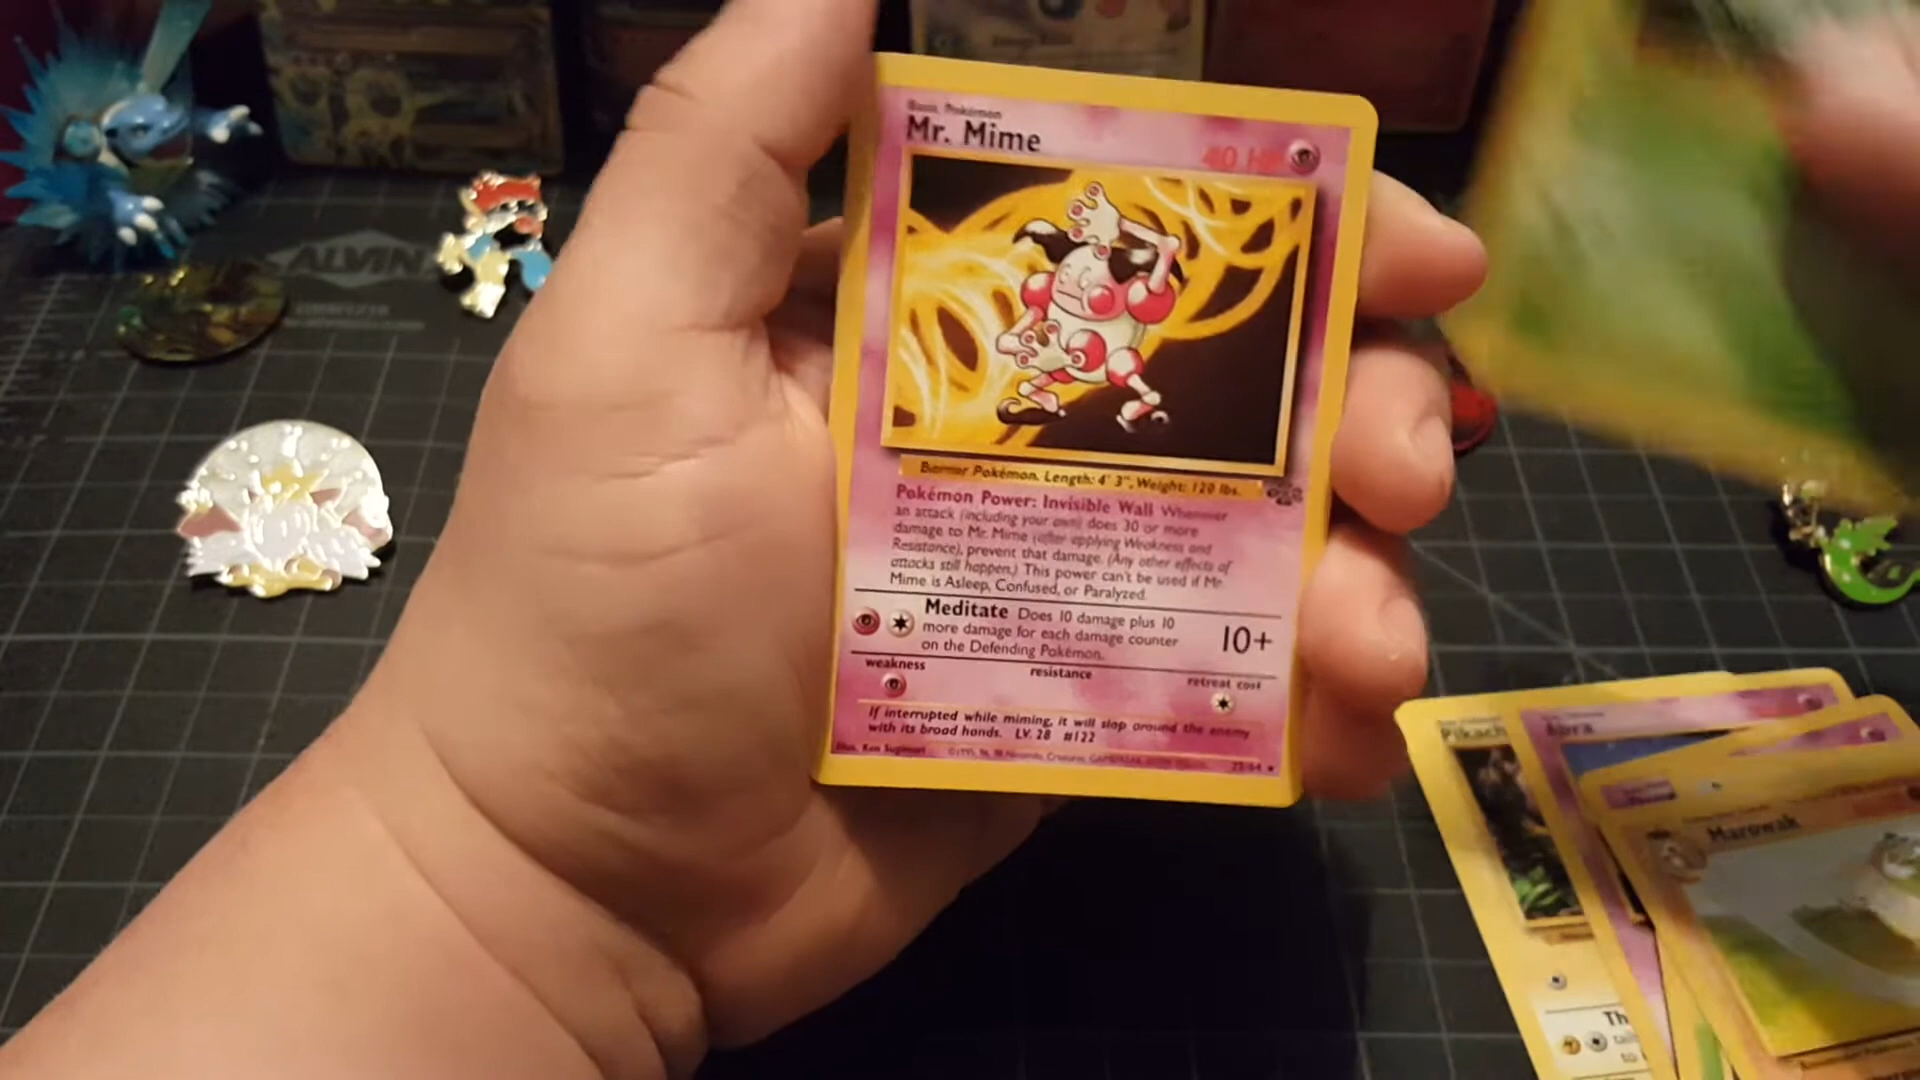 ALVIN
Basic Pokémon
Mr. Mime
40 HP
Barrier Pokémon. Length: 4' 3", Weight: 120 lbs.
Pokémon Power: Invisible Wall Whenever
an attack (including your own) does 30 or more
damage to Mr. Mime (after applying Weakness and
Resistance), prevent that damage. (Any other effects of
attacks still happen.) This power can't be used if Mr.
Mime is Asleep, Confused, or Paralyzed.
Meditate Does 10 damage plus 10
more damage for each damage counter
on the Defending Pokémon.
10+
weakness
resistance
retreat cost
If interrupted while miming, it will slap around the enemy
with its broad hands. LV. 28 #122
Illus. Ken Sugimori
Pikach
Abra
Marowak
Th